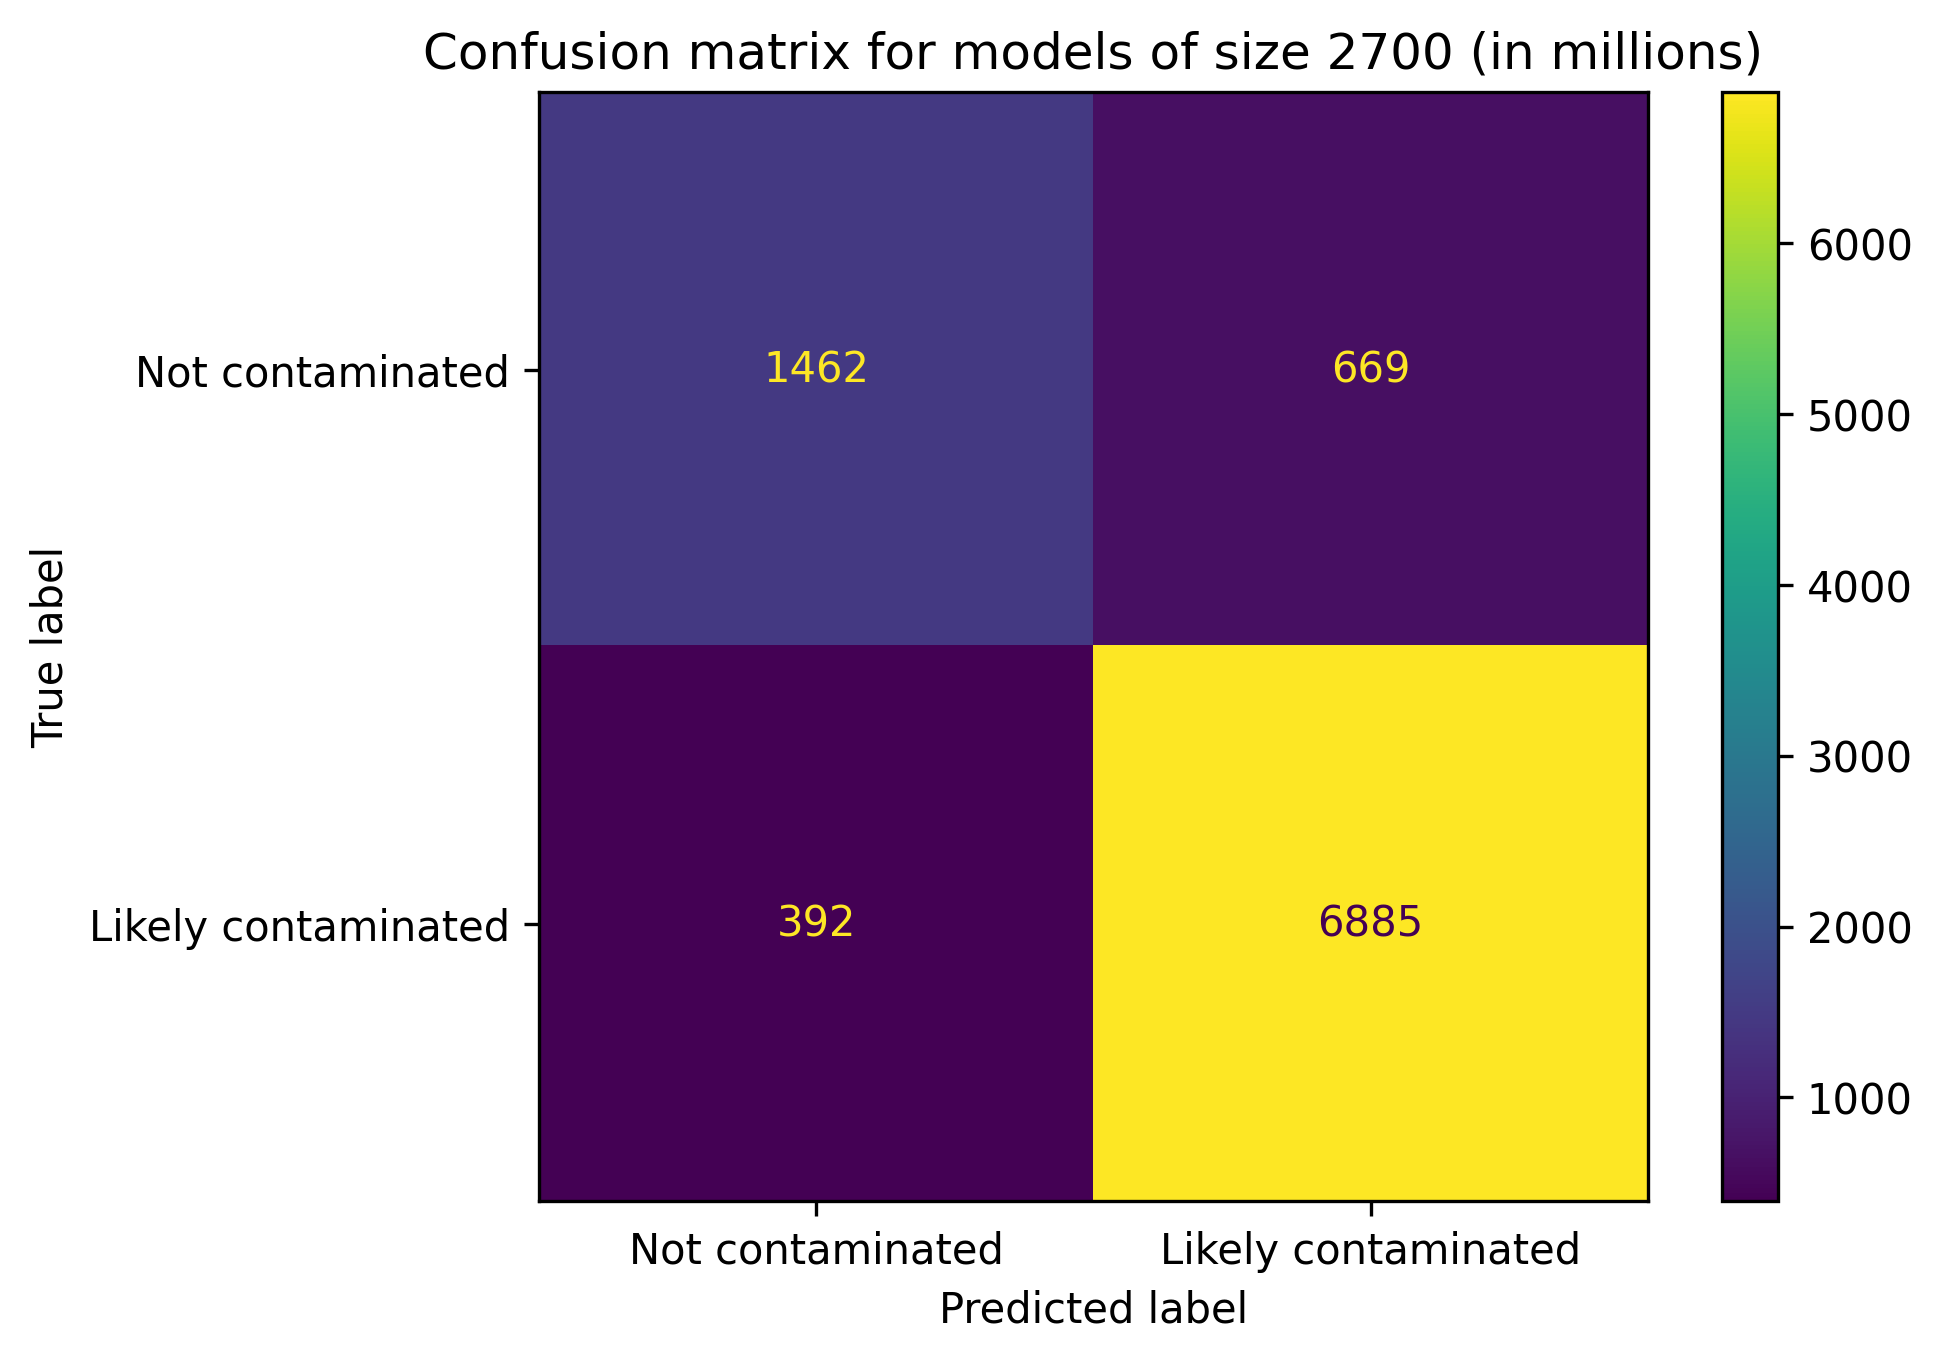 Confusion matrix for models of size 2700 (in millions)
True label
Not contaminated
Likely contaminated
1462
669
392
6885
Not contaminated
Likely contaminated
Predicted label
6000
5000
4000
3000
2000
1000